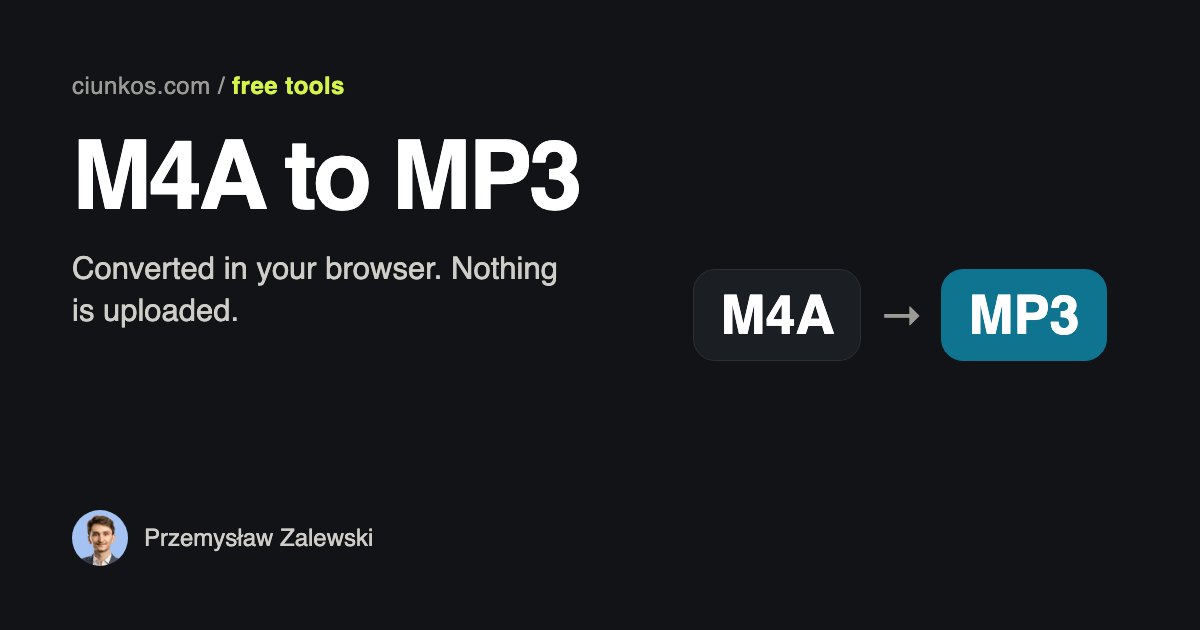 ciunkos.com / free tools
M4A to MP3
Converted in your browser. Nothing
is uploaded.
M4A → MP3
Przemysław Zalewski